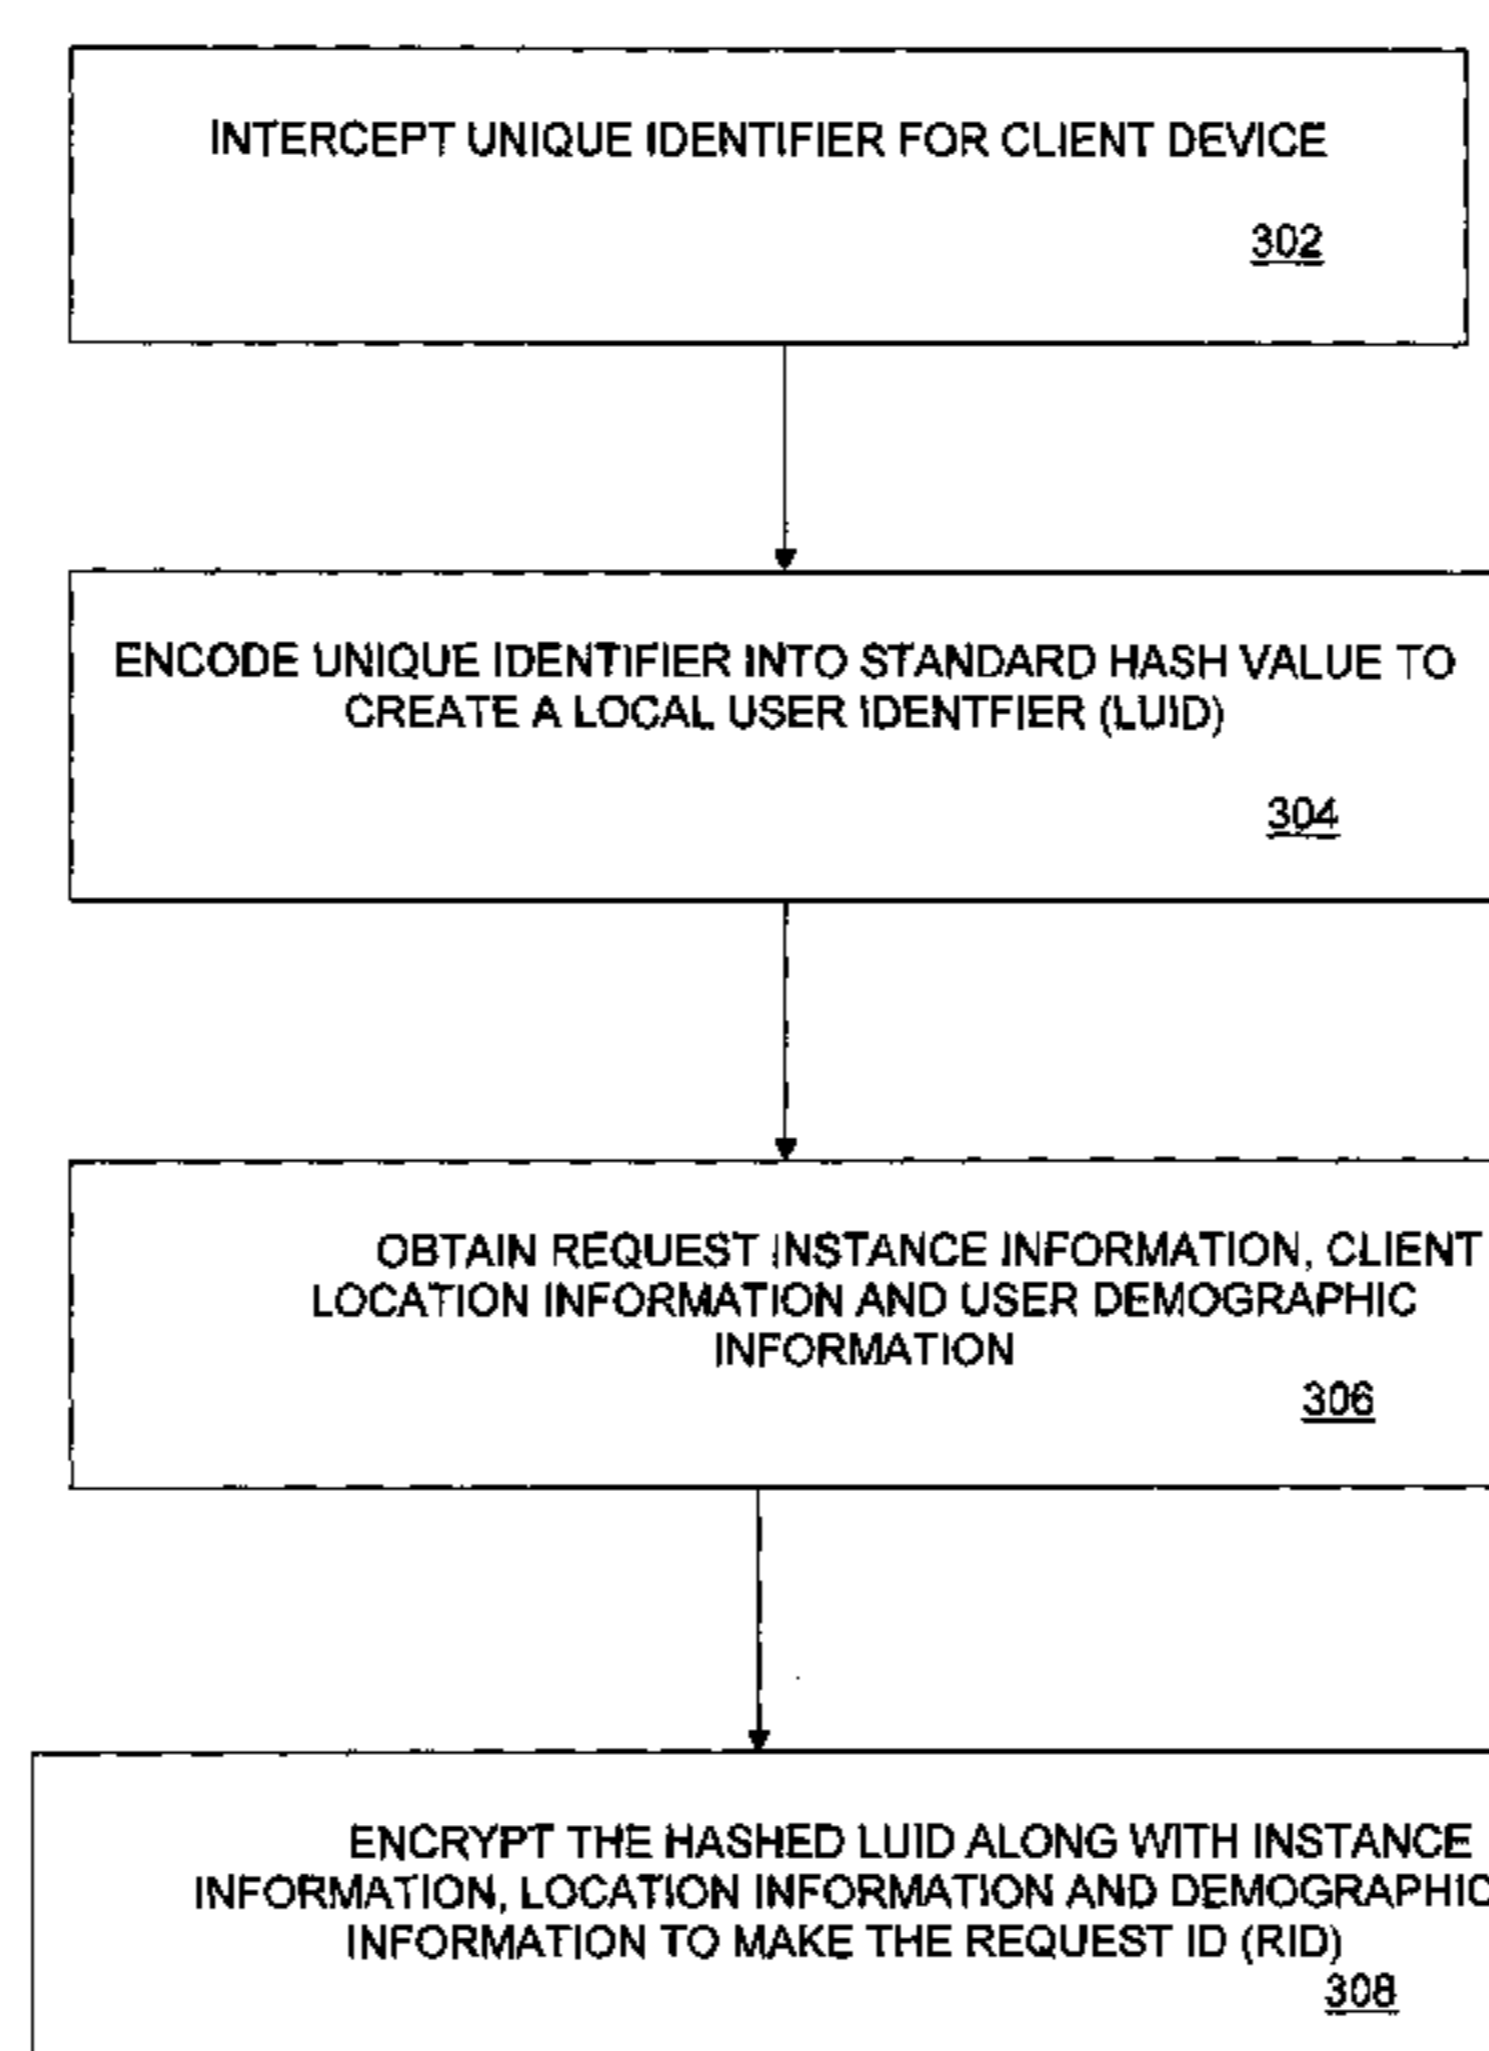 INTERCEPT UNIQUE IDENTIFIER FOR CLIENT DEVICE
302
ENCODE UNIQUE IDENTIFIER INTO STANDARD HASH VALUE TO
CREATE A LOCAL USER IDENTFIER (LUID)
304
OBTAIN REQUEST INSTANCE INFORMATION, CLIENT
LOCATION INFORMATION AND USER DEMOGRAPHIC
INFORMATION
306
ENCRYPT THE HASHED LUID ALONG WITH INSTANCE
INFORMATION, LOCATION INFORMATION AND DEMOGRAPHIC
INFORMATION TO MAKE THE REQUEST ID (RID)
308